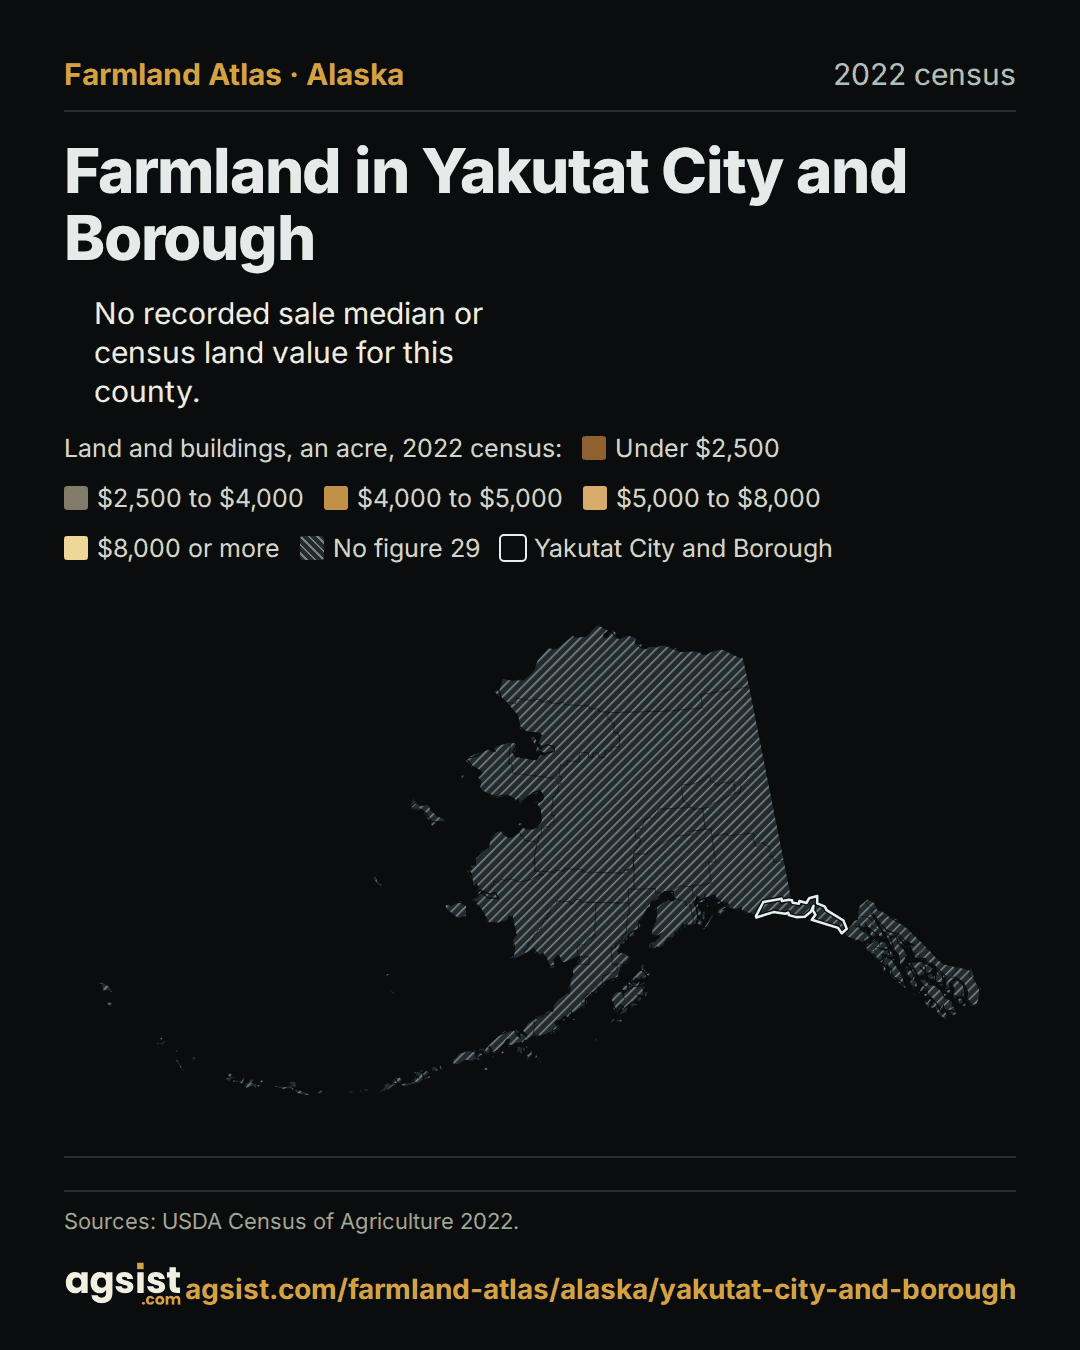 Farmland Atlas · Alaska
2022 census
Farmland in Yakutat City and
Borough
No recorded sale median or
census land value for this
county.
Land and buildings, an acre, 2022 census: Under $2,500
$2,500 to $4,000 $4,000 to $5,000 $5,000 to $8,000
$8,000 or more No figure 29 Yakutat City and Borough
Sources: USDA Census of Agriculture 2022.
agsist.com agsist.com/farmland-atlas/alaska/yakutat-city-and-borough